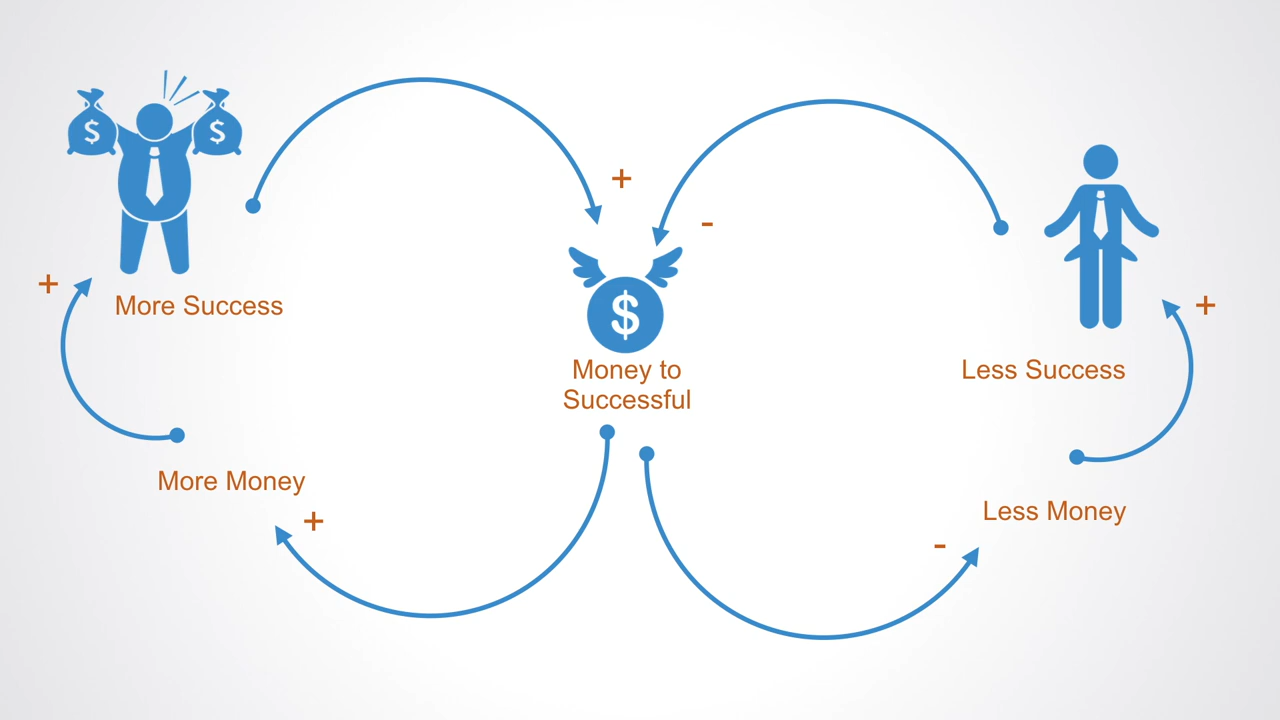 $ $
+
-
+
More Success
$
+
Money to
Successful
Less Success
More Money
+
Less Money
-